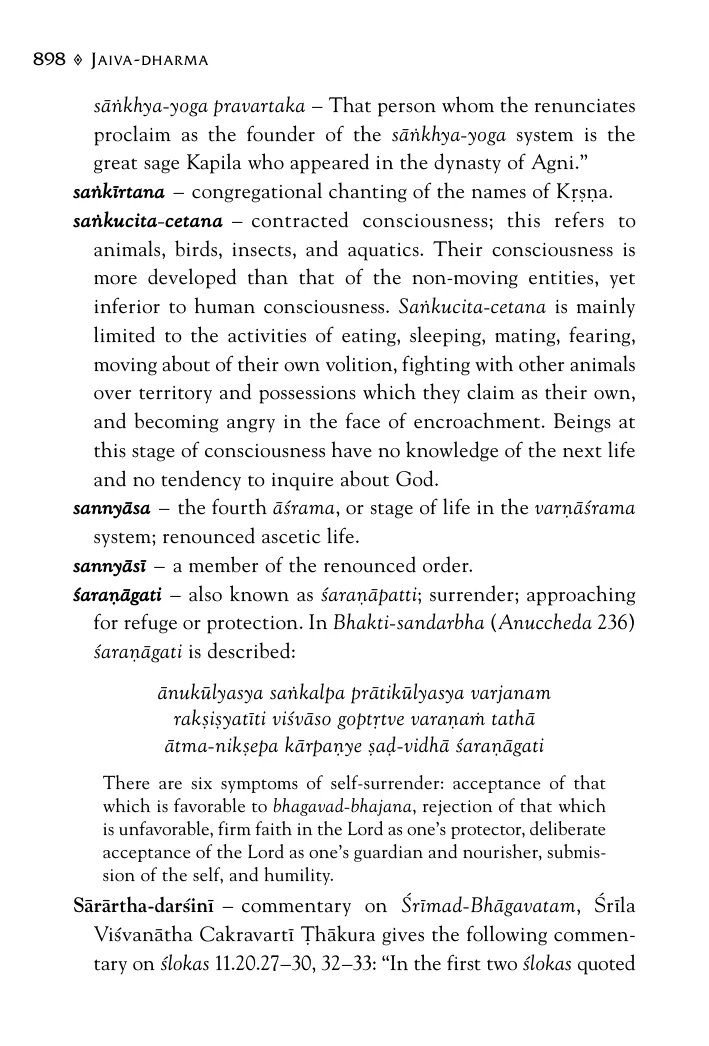 898 ◈ JAIVA-DHARMA
sāṅkhya-yoga pravartaka – That person whom the renunciates
proclaim as the founder of the sāṅkhya-yoga system is the
great sage Kapila who appeared in the dynasty of Agni.”
saṅkīrtana – congregational chanting of the names of Kṛṣṇa.
saṅkucita-cetana – contracted consciousness; this refers to
animals, birds, insects, and aquatics. Their consciousness is
more developed than that of the non-moving entities, yet
inferior to human consciousness. Saṅkucita-cetana is mainly
limited to the activities of eating, sleeping, mating, fearing,
moving about of their own volition, fighting with other animals
over territory and possessions which they claim as their own,
and becoming angry in the face of encroachment. Beings at
this stage of consciousness have no knowledge of the next life
and no tendency to inquire about God.
sannyāsa – the fourth āśrama, or stage of life in the varṇāśrama
system; renounced ascetic life.
sannyāsī – a member of the renounced order.
śaraṇāgati – also known as śaraṇāpatti; surrender; approaching
for refuge or protection. In Bhakti-sandarbha (Anuccheda 236)
śaraṇāgati is described:
ānukūlyasya saṅkalpa prātikūlyasya varjanam
rakṣiṣyatīti viśvāso goptṛtve varaṇaṁ tathā
ātma-nikṣepa kārpaṇye ṣaḍ-vidhā śaraṇāgati
There are six symptoms of self-surrender: acceptance of that
which is favorable to bhagavad-bhajana, rejection of that which
is unfavorable, firm faith in the Lord as one’s protector, deliberate
acceptance of the Lord as one’s guardian and nourisher, submis-
sion of the self, and humility.
Sārārtha-darśinī – commentary on Śrīmad-Bhāgavatam, Śrīla
Viśvanātha Cakravartī Ṭhākura gives the following commen-
tary on ślokas 11.20.27–30, 32–33: “In the first two ślokas quoted